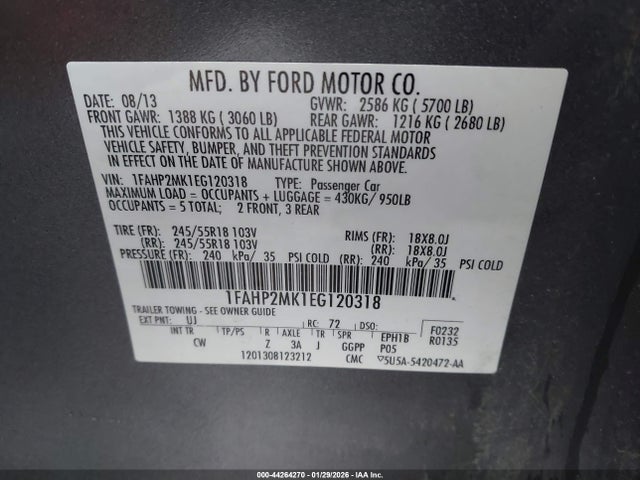 MFD. BY FORD MOTOR CO.
DATE: 08/13 GVWR: 2586 KG ( 5700 LB)
FRONT GAWR: 1388 KG ( 3060 LB) REAR GAWR: 1216 KG ( 2680 LB)
THIS VEHICLE CONFORMS TO ALL APPLICABLE FEDERAL MOTOR
VEHICLE SAFETY, BUMPER, AND THEFT PREVENTION STANDARDS
IN EFFECT ON THE DATE OF MANUFACTURE SHOWN ABOVE.
VIN: 1FAHP2MK1EG120318 TYPE: Passenger Car
MAXIMUM LOAD = OCCUPANTS + LUGGAGE = 430KG/ 950LB
OCCUPANTS = 5 TOTAL; 2 FRONT, 3 REAR
TIRE (FR): 245/55R18 103V RIMS (FR): 18X8.0J
(RR): 245/55R18 103V (RR): 18X8.0J
PRESSURE (FR): 240 kPa/ 35 PSI COLD (RR): 240 kPa/ 35 PSI COLD
1FAHP2MK1EG120318
TRAILER TOWING - SEE OWNER GUIDE
EXT PNT: UJ RC: 72 DSO: F0232
INT TR TP/PS R AXLE TR SPR EPH1B R0135
CW Z 3A J GGPP P05
1201308123212 CMC 5U5A-5420472-AA
000-44264270 - 01/29/2026 - IAA Inc.